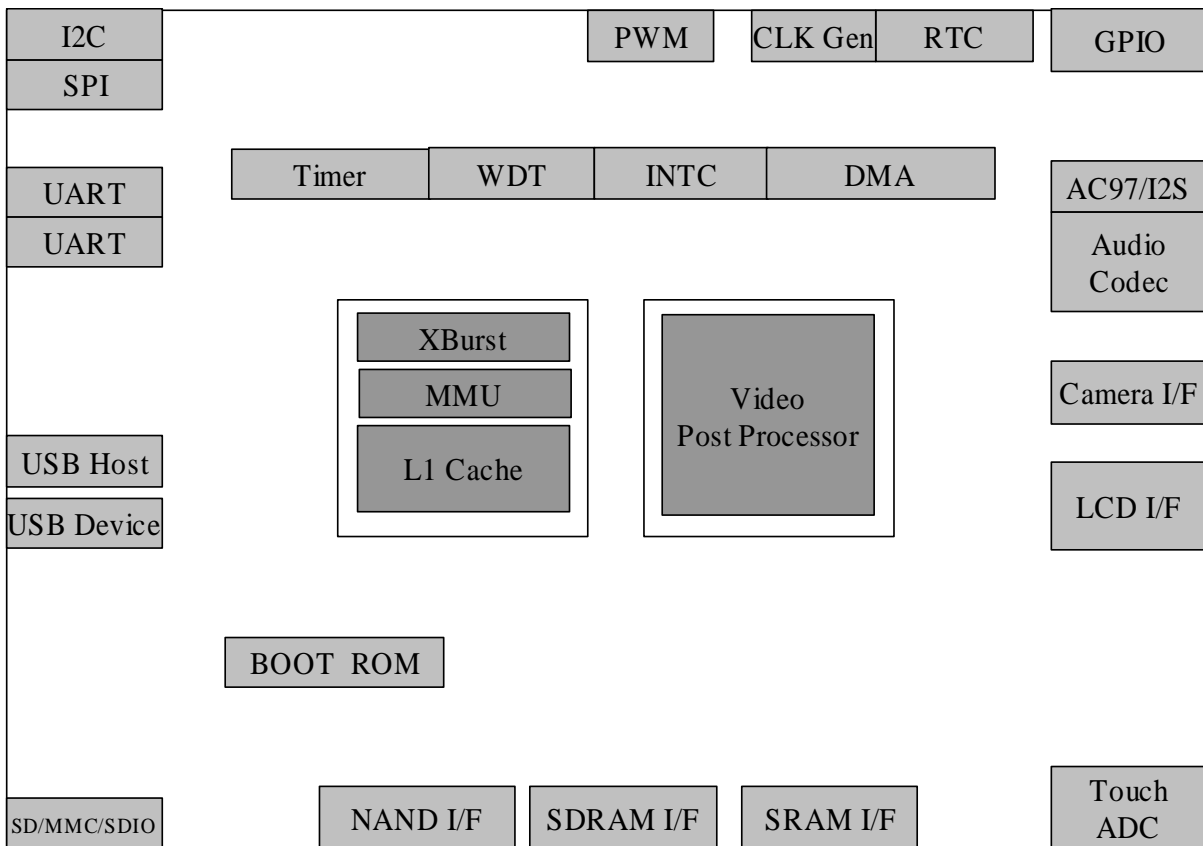 I2C
PWM
CLK Gen
RTC
GPIO
SPI
Timer
WDT
INTC
DMA
UART
AC97/I2S
UART
Audio
Codec
XBurst
MMU
L1 Cache
Video
Post Processor
Camera I/F
USB Host
USB Device
LCD I/F
BOOT ROM
SD/MMC/SDIO
NAND I/F
SDRAM I/F
SRAM I/F
Touch
ADC